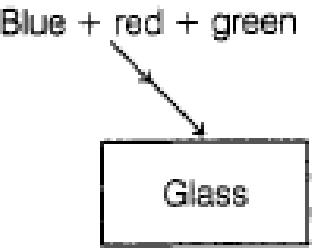 Blue + red + green
Glass